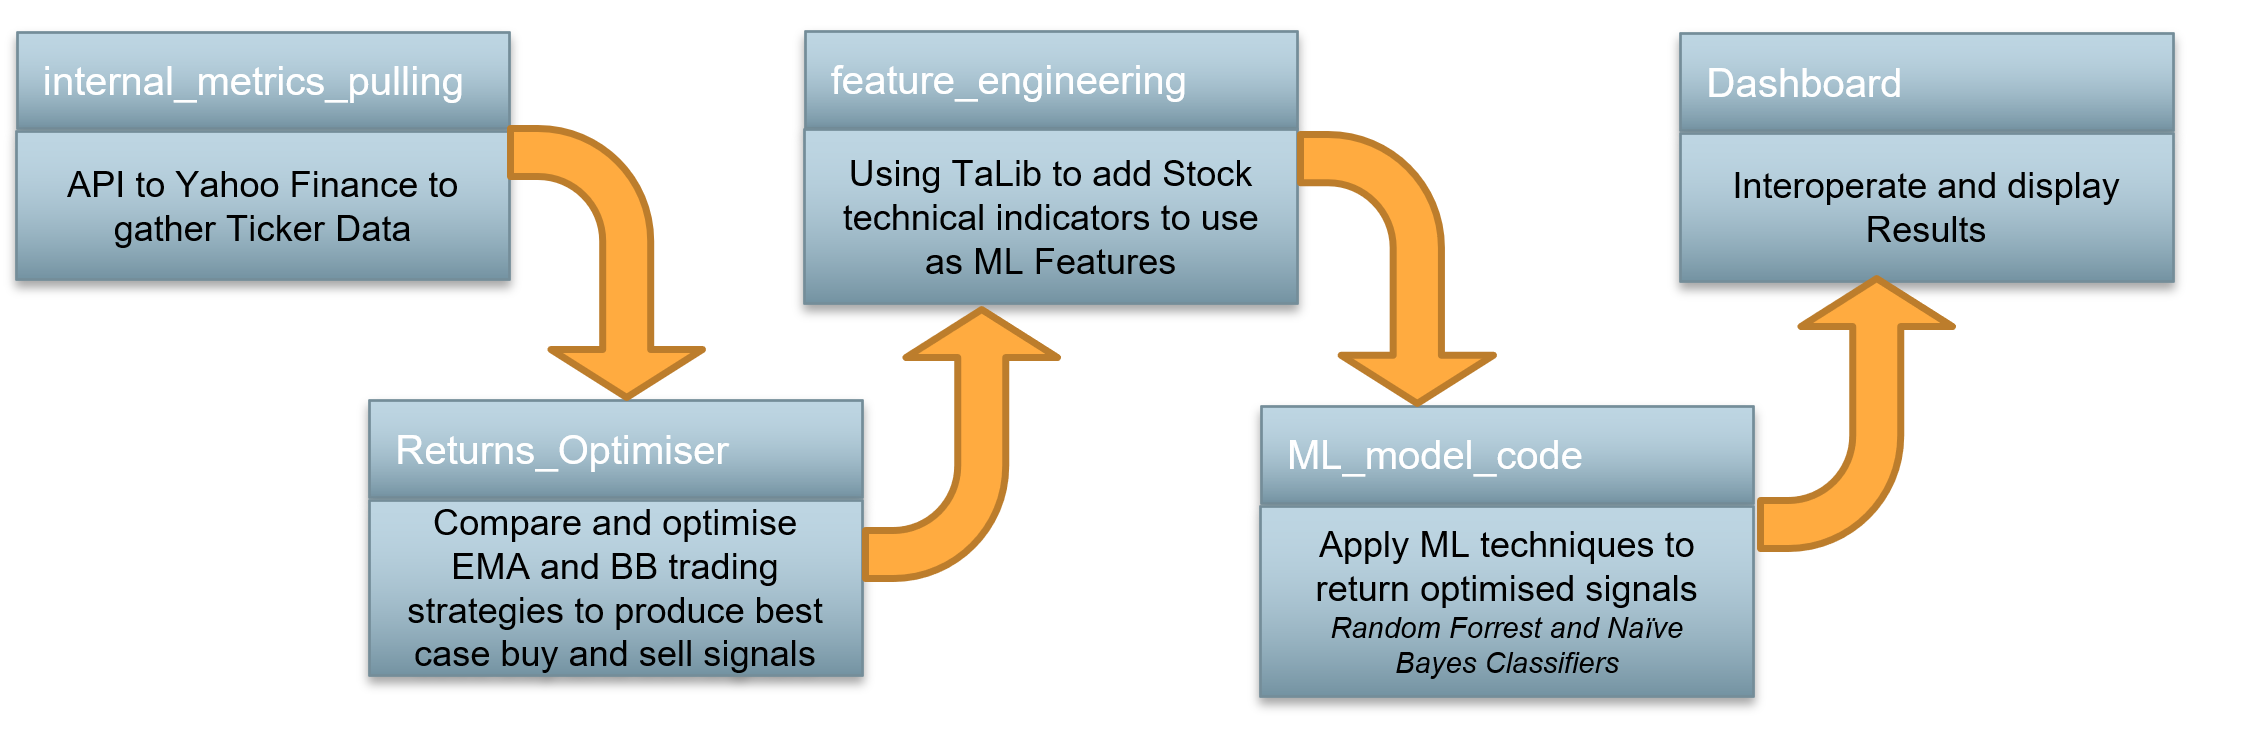 internal_metrics_pulling
API to Yahoo Finance to
gather Ticker Data
Returns_Optimiser
Compare and optimise
EMA and BB trading
strategies to produce best
case buy and sell signals
feature_engineering
Using TaLib to add Stock
technical indicators to use
as ML Features
ML_model_code
Apply ML techniques to
return optimised signals
Random Forrest and Naïve
Bayes Classifiers
Dashboard
Interoperate and display
Results